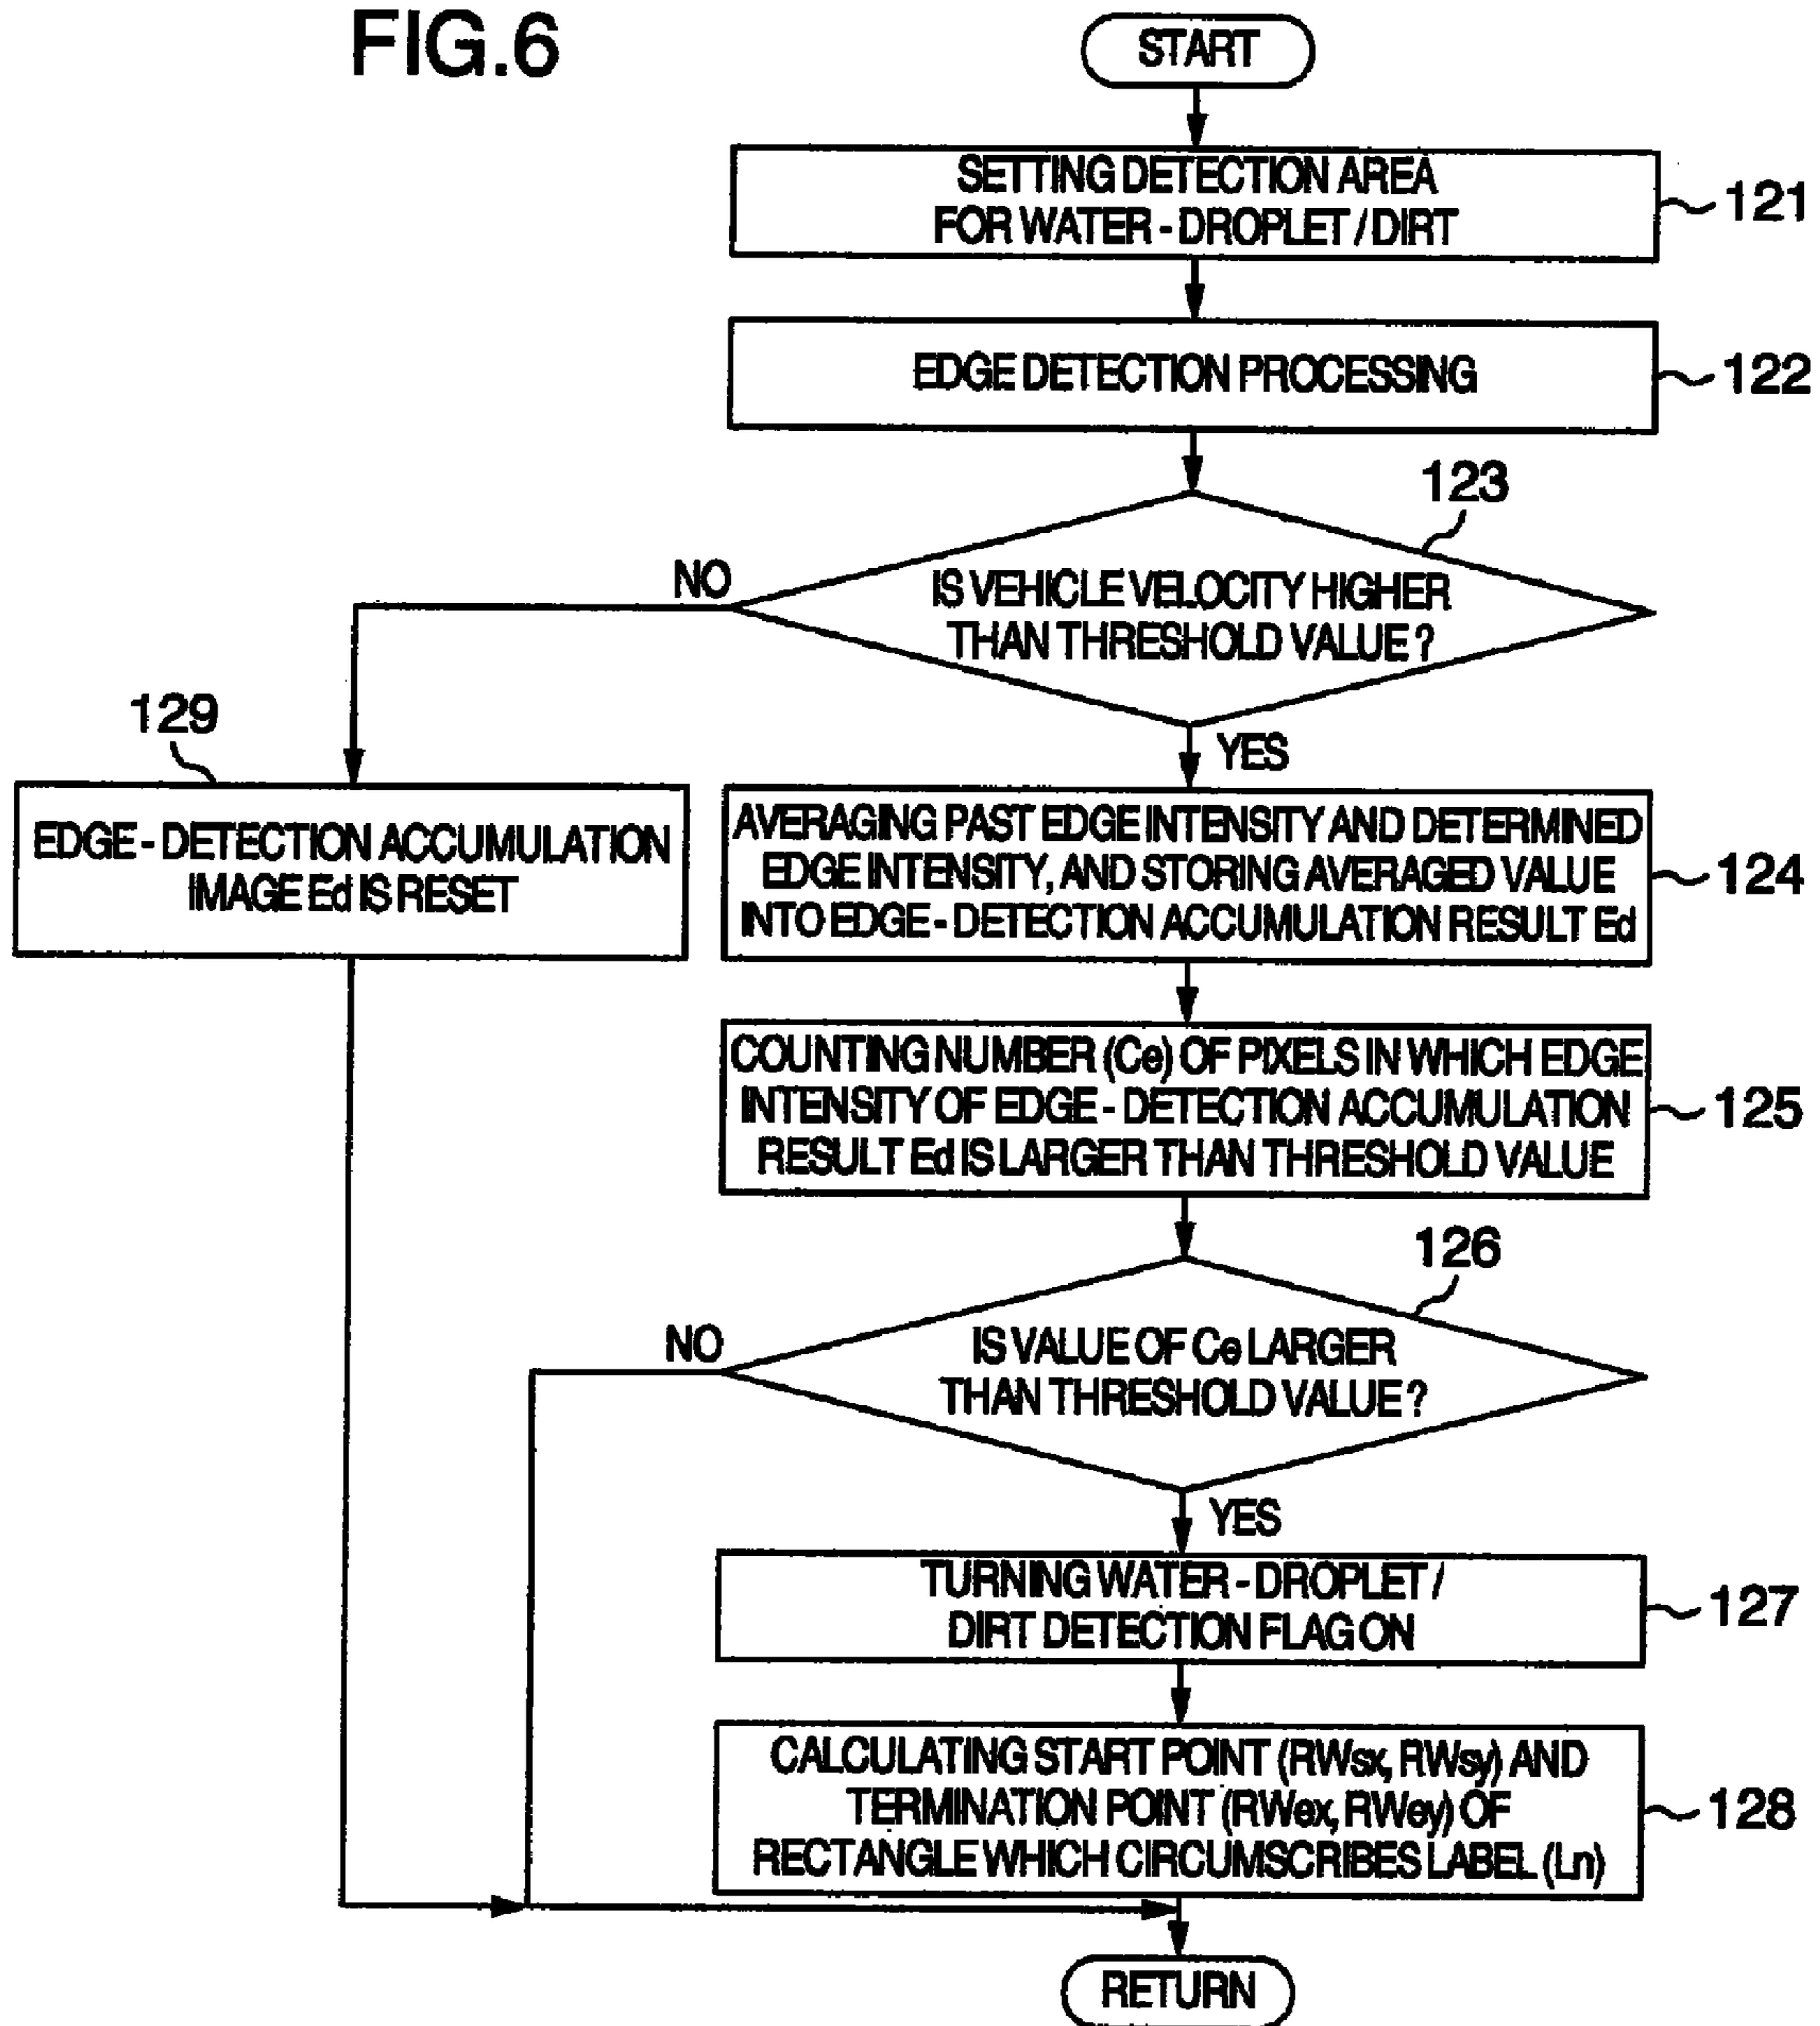 FIG.6
START
SETTING DETECTION AREA
FOR WATER - DROPLET / DIRT
121
EDGE DETECTION PROCESSING
122
123
IS VEHICLE VELOCITY HIGHER
THAN THRESHOLD VALUE ?
NO
YES
129
EDGE - DETECTION ACCUMULATION
IMAGE Ed IS RESET
AVERAGING PAST EDGE INTENSITY AND DETERMINED
EDGE INTENSITY, AND STORING AVERAGED VALUE
INTO EDGE - DETECTION ACCUMULATION RESULT Ed
124
COUNTING NUMBER (Ce) OF PIXELS IN WHICH EDGE
INTENSITY OF EDGE - DETECTION ACCUMULATION
RESULT Ed IS LARGER THAN THRESHOLD VALUE
125
126
IS VALUE OF Ce LARGER
THAN THRESHOLD VALUE ?
NO
YES
TURNING WATER - DROPLET /
DIRT DETECTION FLAG ON
127
CALCULATING START POINT (RWsx, RWsy) AND
TERMINATION POINT (RWex, RWey) OF
RECTANGLE WHICH CIRCUMSCRIBES LABEL (Ln)
128
RETURN